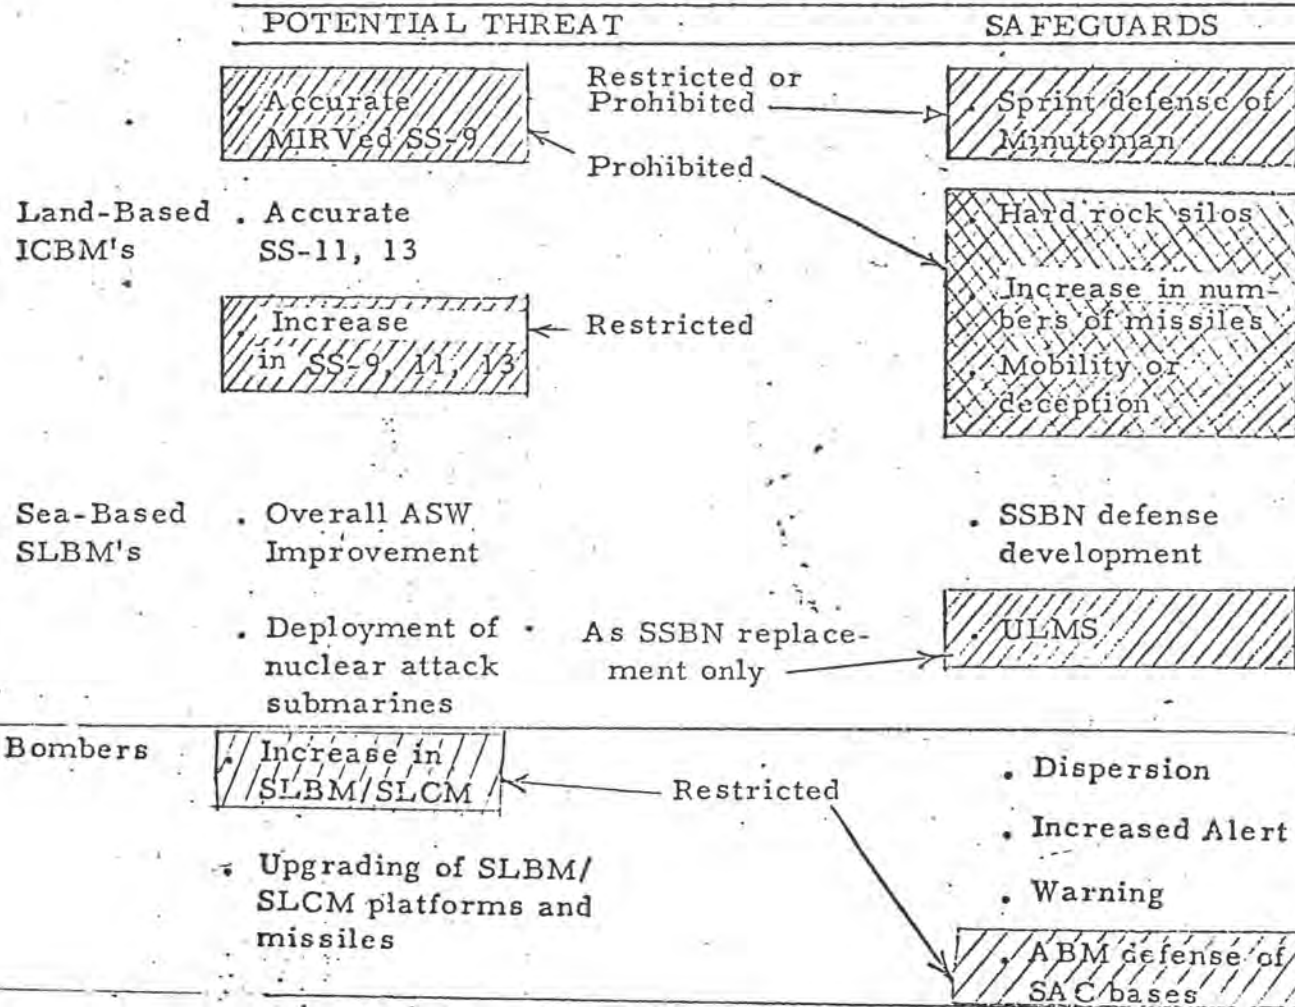 POTENTIAL THREAT
SAFEGUARDS
. Accurate
MIRVed SS-9
Restricted or
Prohibited
Prohibited
. Sprint defense of
Minuteman
Land-Based
ICBM's
. Accurate
SS-11, 13
. Hard rock silos
. Increase
in SS-9, 11, 13
Restricted
. Increase in num-
bers of missiles
. Mobility or
deception
Sea-Based
SLBM's
. Overall ASW
Improvement
. SSBN defense
development
. Deployment of
nuclear attack
submarines
As SSBN replace-
ment only
. ULMS
Bombers
. Increase in
SLBM/SLCM
Restricted
. Dispersion
. Increased Alert
. Upgrading of SLBM/
SLCM platforms and
missiles
. Warning
. ABM defense of
SAC bases